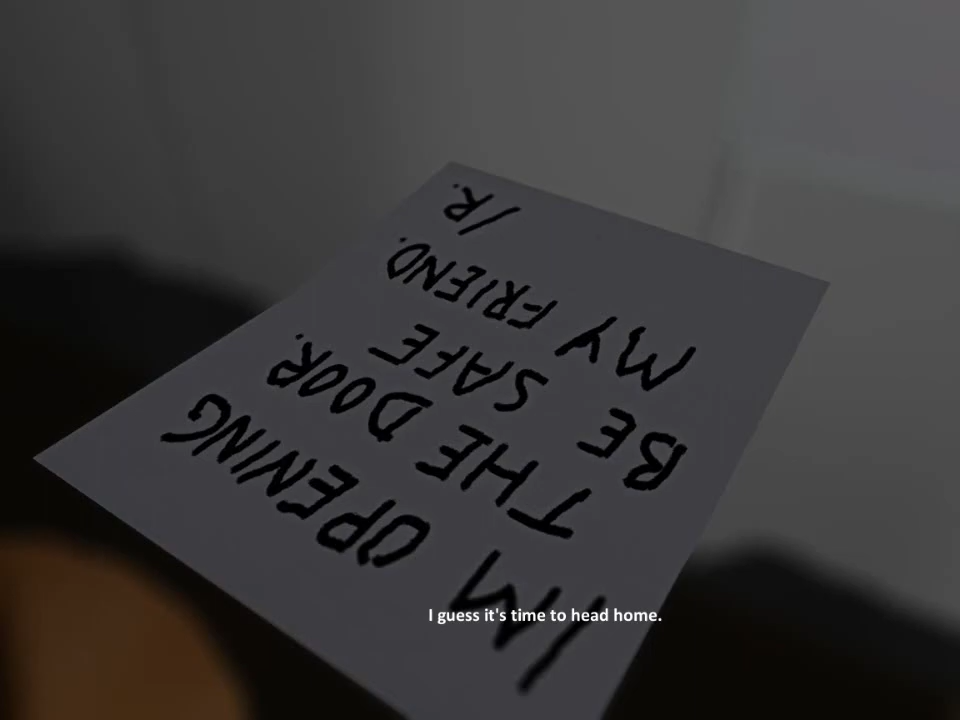 IM OPENING
THE DOOR.
BE SAFE
MY FRIEND.
/R.
I guess it's time to head home.